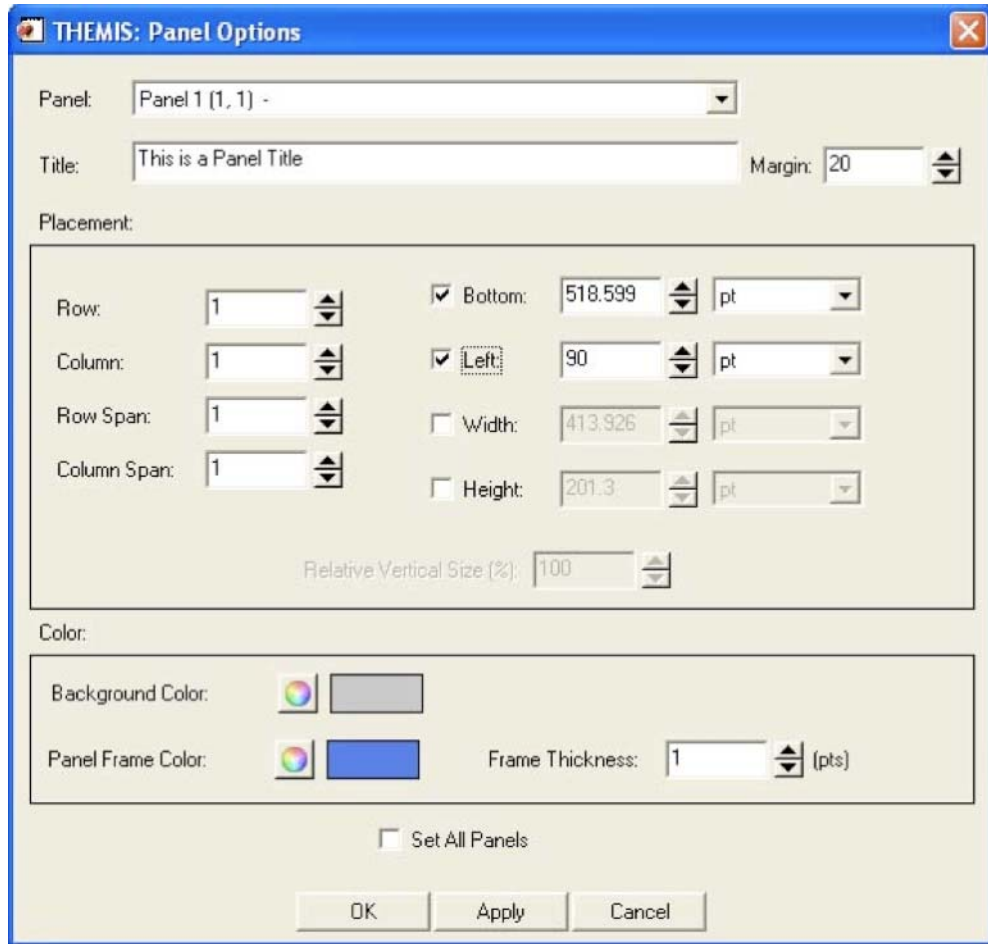 THEMIS: Panel Options
Panel: Panel 1 (1, 1) -
Title: This is a Panel Title Margin: 20
Placement:
Row: 1 Bottom: 518.599 pt
Column: 1 Left: 90 pt
Row Span: 1 Width: 413.926 pt
Column Span: 1 Height: 201.3 pt
Relative Vertical Size (%): 100
Color:
Background Color:
Panel Frame Color: Frame Thickness: 1 (pts)
Set All Panels
OK Apply Cancel